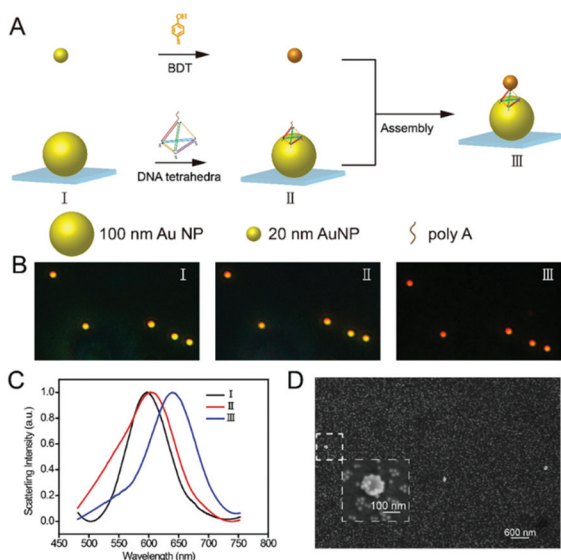 A
OH
BDT
DNA tetrahedra
Assembly
I
II
III
100 nm Au NP
20 nm AuNP
poly A
B
I
II
III
C
Scatterling Intensity (a.u.)
1.0
0.8
0.6
0.4
0.2
0.0
I
II
III
450 500 550 600 650 700 750 800
Wavelength (nm)
D
100 nm
600 nm